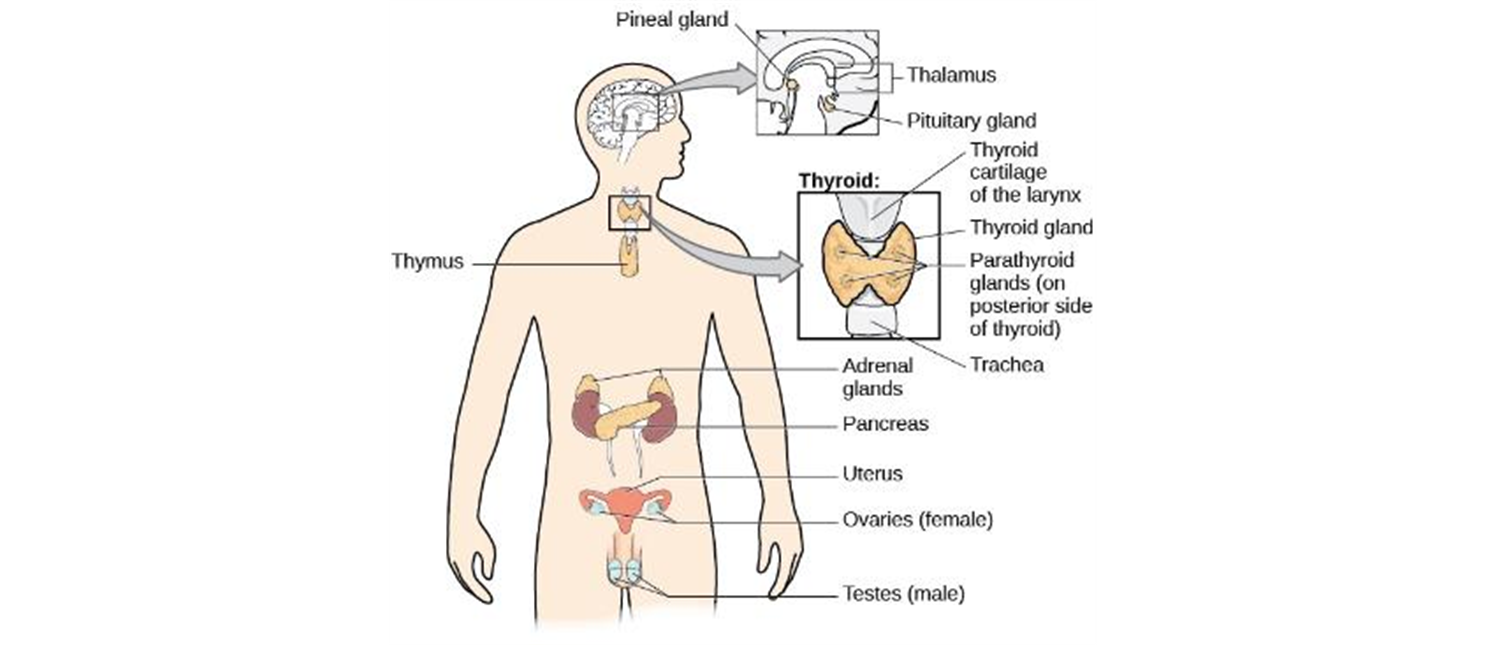 Pineal gland
Thalamus
Pituitary gland
Thyroid
cartilage
of the larynx
Thyroid:
Thyroid gland
Parathyroid
glands (on
posterior side
of thyroid)
Trachea
Thymus
Adrenal
glands
Pancreas
Uterus
Ovaries (female)
Testes (male)